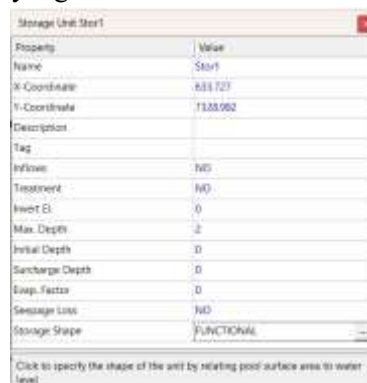 Storage Unit Stor1
Property Value
Name Stor1
X-Coordinate 633.727
Y-Coordinate 7328.982
Description
Tag
Inflows NO
Treatment NO
Invert El. 0
Max. Depth 2
Initial Depth 0
Surcharge Depth 0
Evap. Factor 0
Seepage Loss NO
Storage Shape FUNCTIONAL ...
Click to specify the shape of the unit by relating pool surface area to water
level